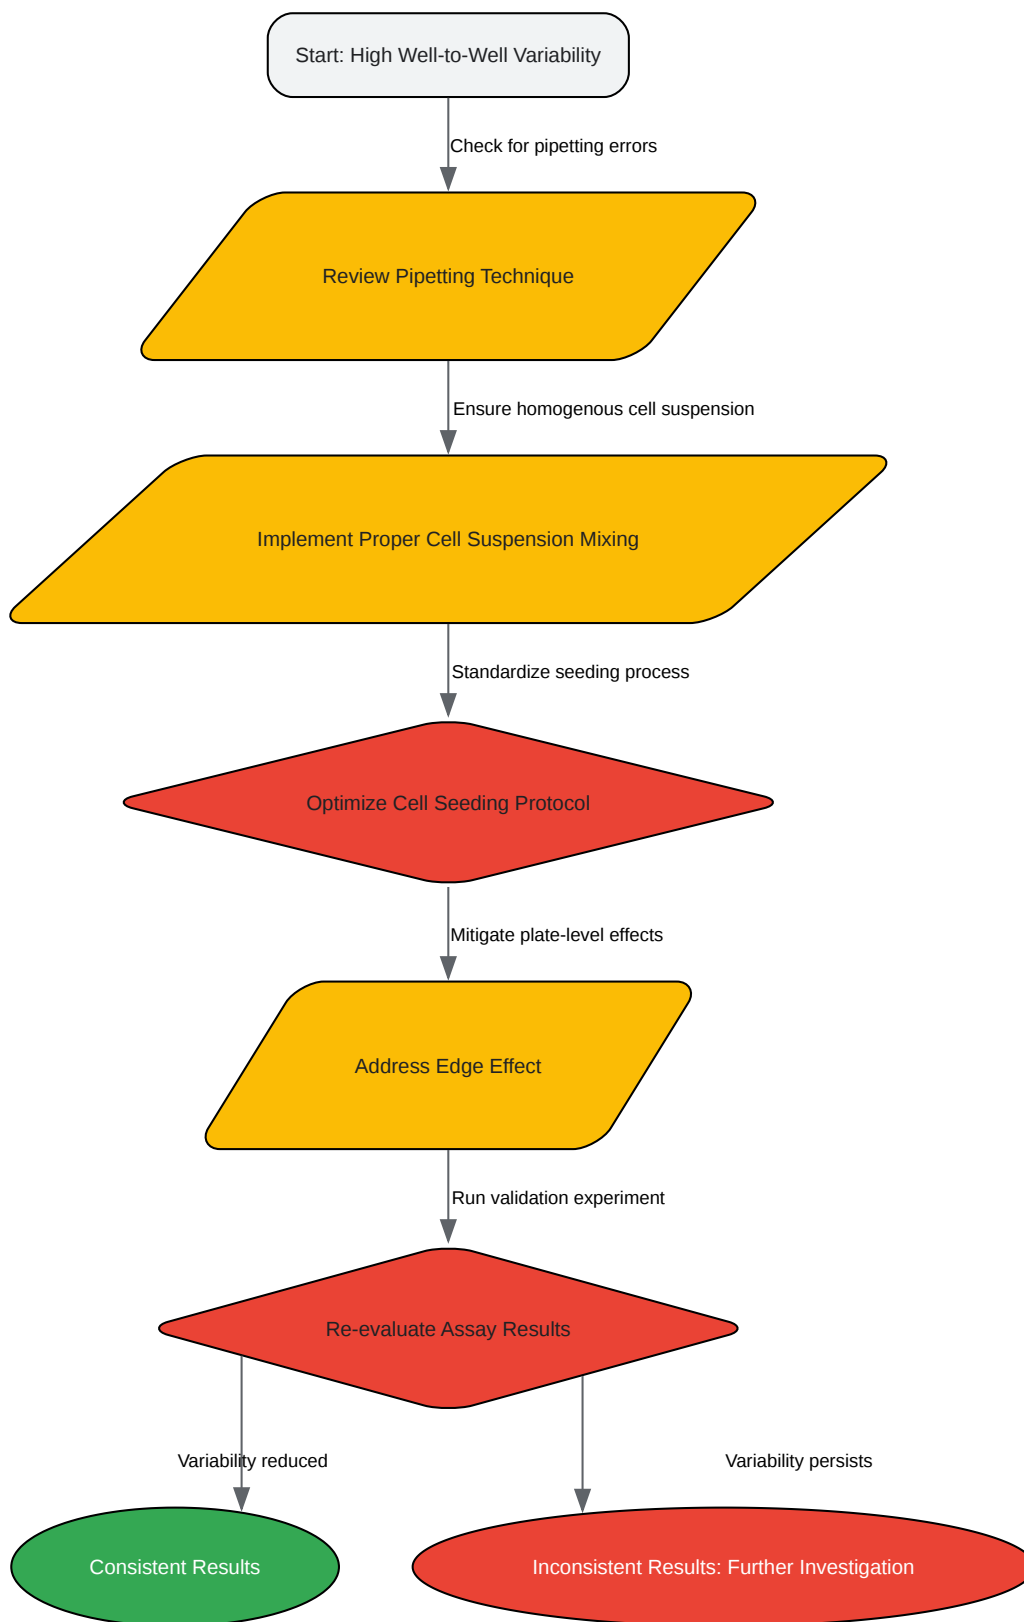 Start: High Well-to-Well Variability
Check for pipetting errors
Review Pipetting Technique
Ensure homogenous cell suspension
Implement Proper Cell Suspension Mixing
Standardize seeding process
Optimize Cell Seeding Protocol
Mitigate plate-level effects
Address Edge Effect
Run validation experiment
Re-evaluate Assay Results
Variability reduced
Variability persists
Consistent Results
Inconsistent Results: Further Investigation